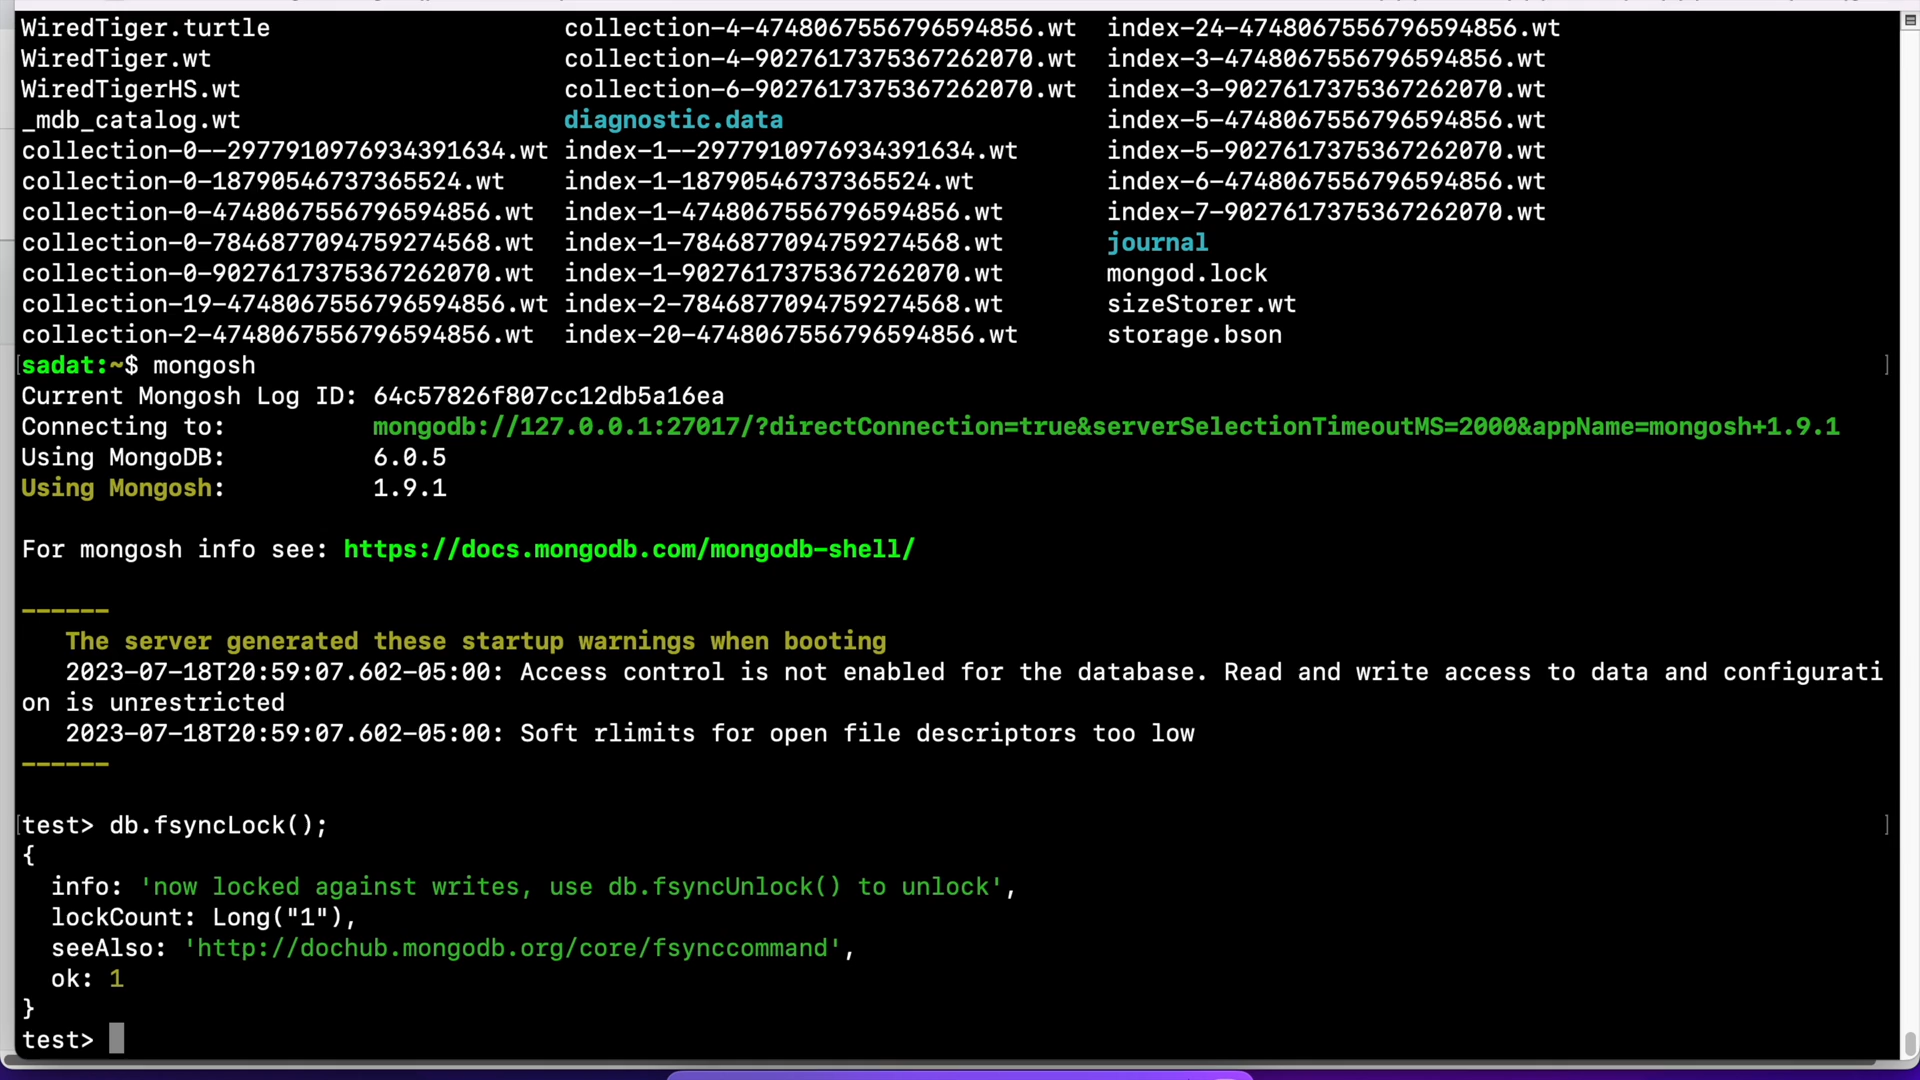 WiredTiger.turtle collection-4-4748067556796594856.wt index-24-4748067556796594856.wt
WiredTiger.wt collection-4-9027617375367262070.wt index-3-4748067556796594856.wt
WiredTigerHS.wt collection-6-9027617375367262070.wt index-3-9027617375367262070.wt
_mdb_catalog.wt diagnostic.data index-5-4748067556796594856.wt
collection-0--2977910976934391634.wt index-1--2977910976934391634.wt index-5-9027617375367262070.wt
collection-0-18790546737365524.wt index-1-18790546737365524.wt index-6-4748067556796594856.wt
collection-0-4748067556796594856.wt index-1-4748067556796594856.wt index-7-9027617375367262070.wt
collection-0-7846877094759274568.wt index-1-7846877094759274568.wt journal
collection-0-9027617375367262070.wt index-1-9027617375367262070.wt mongod.lock
collection-19-4748067556796594856.wt index-2-7846877094759274568.wt sizeStorer.wt
collection-2-4748067556796594856.wt index-20-4748067556796594856.wt storage.bson
[sadat:~$ mongosh ]
Current Mongosh Log ID: 64c57826f807cc12db5a16ea
Connecting to: mongodb://127.0.0.1:27017/?directConnection=true&serverSelectionTimeoutMS=2000&appName=mongosh+1.9.1
Using MongoDB: 6.0.5
Using Mongosh: 1.9.1
For mongosh info see: https://docs.mongodb.com/mongodb-shell/
------
The server generated these startup warnings when booting
2023-07-18T20:59:07.602-05:00: Access control is not enabled for the database. Read and write access to data and configurati
on is unrestricted
2023-07-18T20:59:07.602-05:00: Soft rlimits for open file descriptors too low
------
[test> db.fsyncLock(); ]
{
info: 'now locked against writes, use db.fsyncUnlock() to unlock',
lockCount: Long("1"),
seeAlso: 'http://dochub.mongodb.org/core/fsynccommand',
ok: 1
}
test>